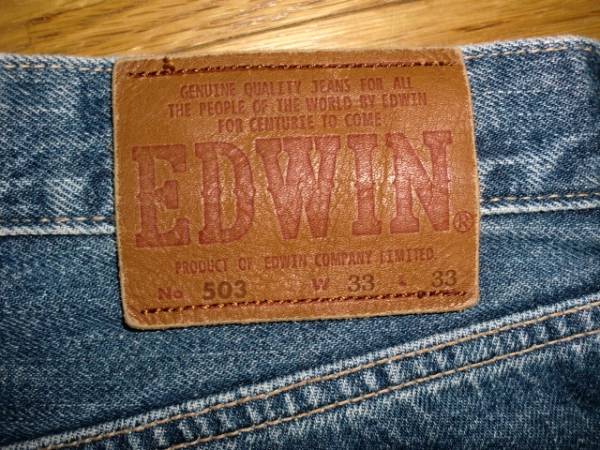 GENUINE QUALITY JEANS FOR ALL
THE PEOPLE OF THE WORLD BY EDWIN
FOR CENTURIE TO COME
EDWIN®
PRODUCT OF EDWIN COMPANY LIMITED
No 503 W 33 L 33